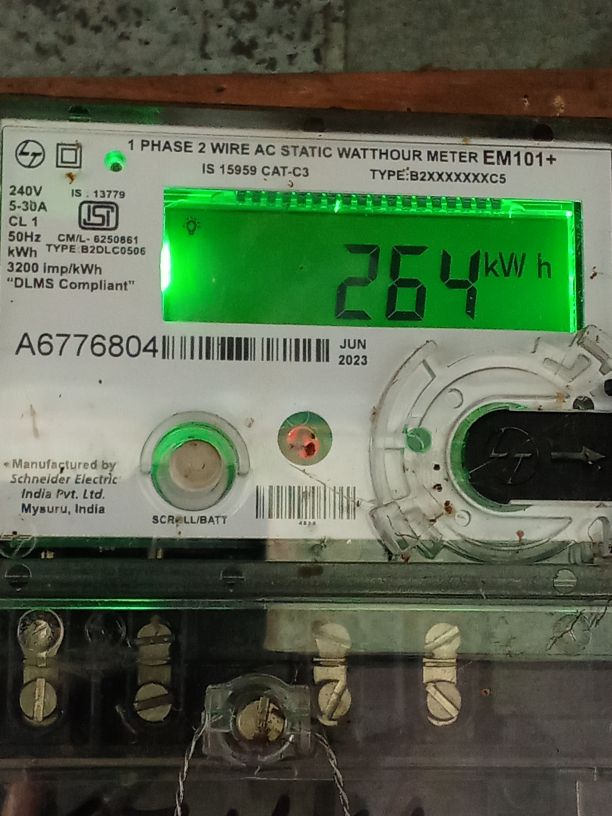 1 PHASE 2 WIRE AC STATIC WATTHOUR METER EM101+
IS 15959 CAT-C3 TYPE:B2XXXXXXXC5
240V
5-30A
CL 1
50Hz
kWh
3200 imp/kWh
"DLMS Compliant"
IS : 13779
ISI
CM/L- 6250861
TYPE:B2DLC0506
264 kWh
A6776804
JUN
2023
Manufactured by
Schneider Electric
India Pvt. Ltd.
Mysuru, India
SCROLL/BATT
LT